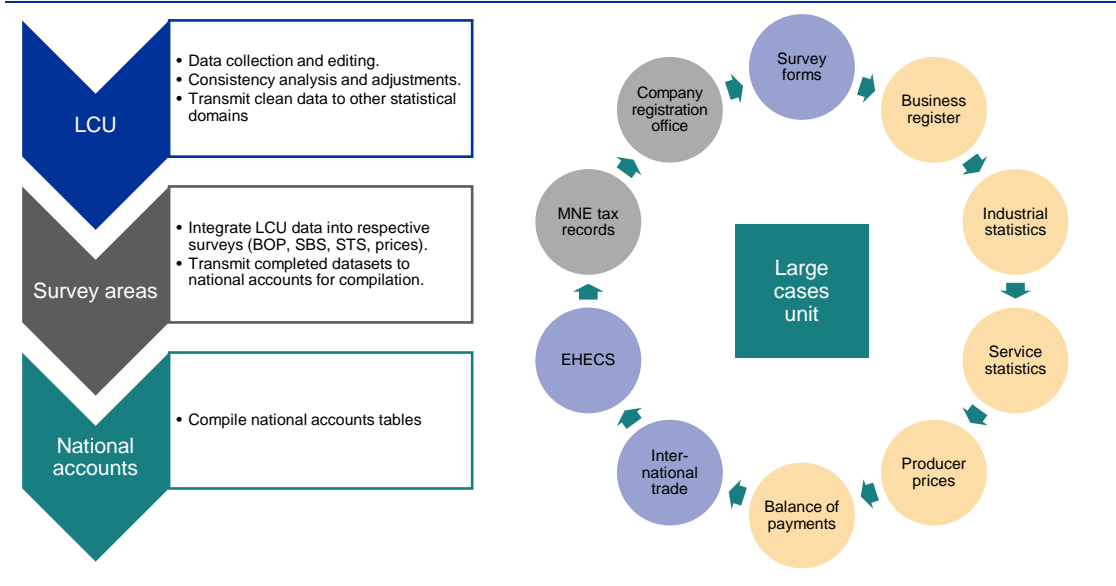 LCU
• Data collection and editing.
• Consistency analysis and adjustments.
• Transmit clean data to other statistical
domains
Survey areas
• Integrate LCU data into respective
surveys (BOP, SBS, STS, prices).
• Transmit completed datasets to
national accounts for compilation.
National
accounts
• Compile national accounts tables
Survey
forms
Business
register
Industrial
statistics
Service
statistics
Producer
prices
Balance of
payments
Inter-
national
trade
EHECS
MNE tax
records
Company
registration
office
Large
cases
unit